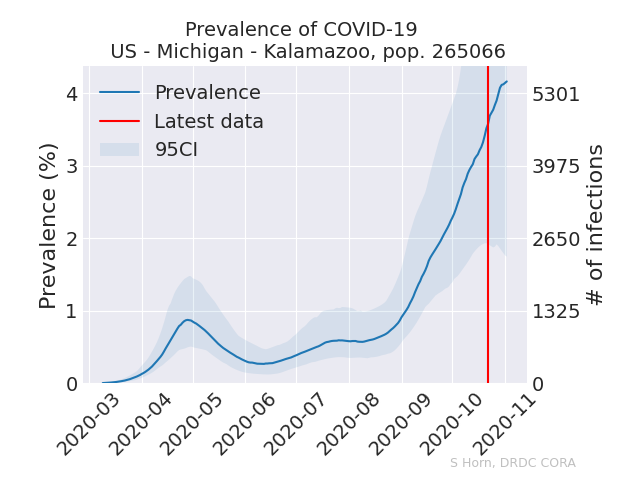 Prevalence of COVID-19
US - Michigan - Kalamazoo, pop. 265066
Prevalence
Latest data
95CI
Prevalence (%)
4
3
2
1
0
# of infections
5301
3975
2650
1325
0
2020-03
2020-04
2020-05
2020-06
2020-07
2020-08
2020-09
2020-10
2020-11
S Horn, DRDC CORA